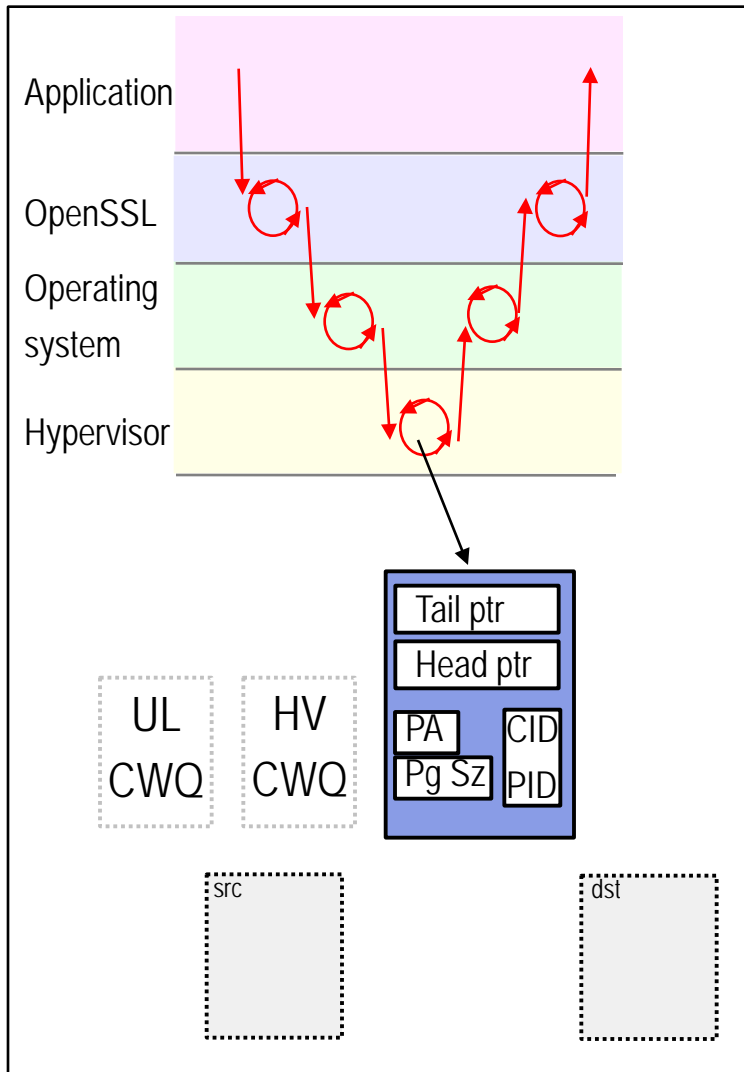 Application
OpenSSL
Operating
system
Hypervisor
Tail ptr
Head ptr
UL
CWQ
HV
CWQ
PA
Pg Sz
CID
PID
src
dst